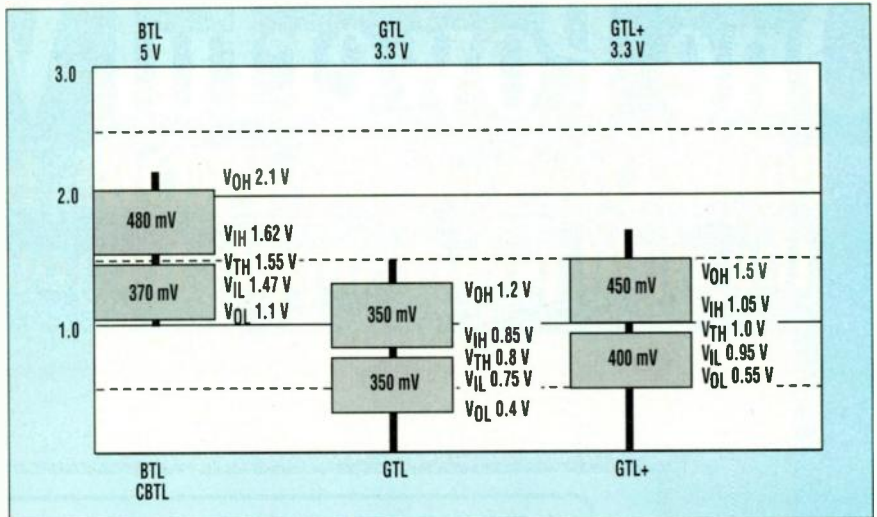 BTL
5 V
GTL
3.3 V
GTL+
3.3 V
3.0
2.0
1.0
480 mV
370 mV
VOH 2.1 V
VIH 1.62 V
VTH 1.55 V
VIL 1.47 V
VOL 1.1 V
350 mV
350 mV
VOH 1.2 V
VIH 0.85 V
VTH 0.8 V
VIL 0.75 V
VOL 0.4 V
450 mV
400 mV
VOH 1.5 V
VIH 1.05 V
VTH 1.0 V
VIL 0.95 V
VOL 0.55 V
BTL
CBTL
GTL
GTL+